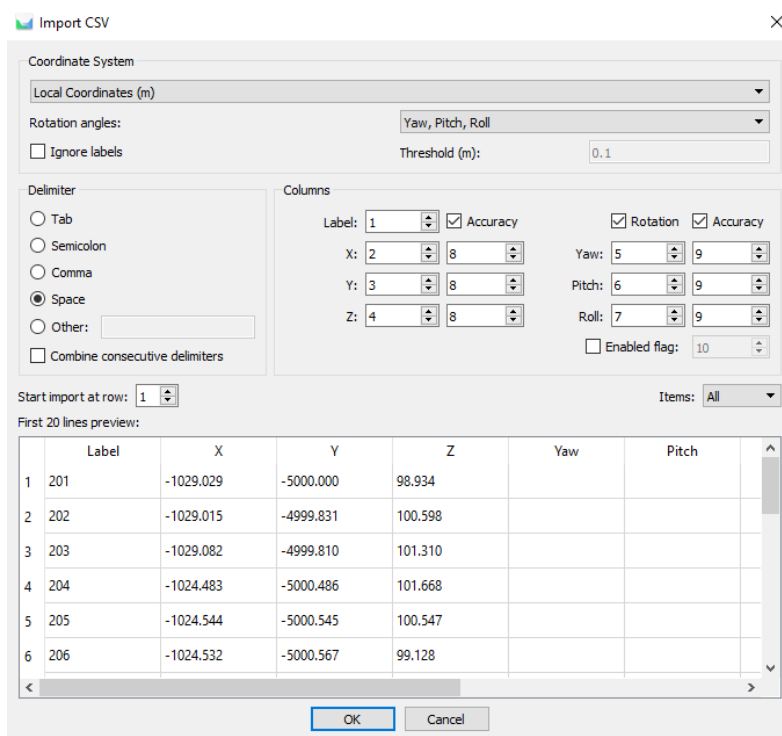 Import CSV
Coordinate System
Local Coordinates (m)
Rotation angles: Yaw, Pitch, Roll
Ignore labels Threshold (m): 0.1
Delimiter Columns
Tab Label: 1 Accuracy Rotation Accuracy
Semicolon X: 2 8 Yaw: 5 9
Comma Y: 3 8 Pitch: 6 9
Space Z: 4 8 Roll: 7 9
Other: Enabled flag: 10
Combine consecutive delimiters
Start import at row: 1 Items: All
First 20 lines preview:
Label X Y Z Yaw Pitch
1 201 -1029.029 -5000.000 98.934
2 202 -1029.015 -4999.831 100.598
3 203 -1029.082 -4999.810 101.310
4 204 -1024.483 -5000.486 101.668
5 205 -1024.544 -5000.545 100.547
6 206 -1024.532 -5000.567 99.128
OK Cancel